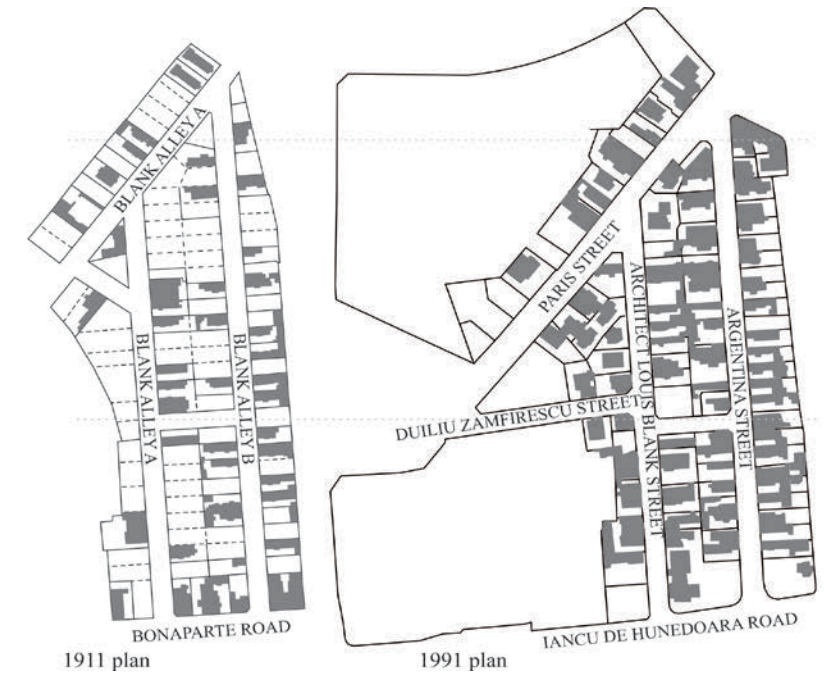 BLANK ALLEY A
BLANK ALLEY A
BLANK ALLEY B
BONAPARTE ROAD
1911 plan
PARIS STREET
ARCHITECT LOUIS BLANK STREET
ARGENTINA STREET
DUILIU ZAMFIRESCU STREET
IANCU DE HUNEDOARA ROAD
1991 plan